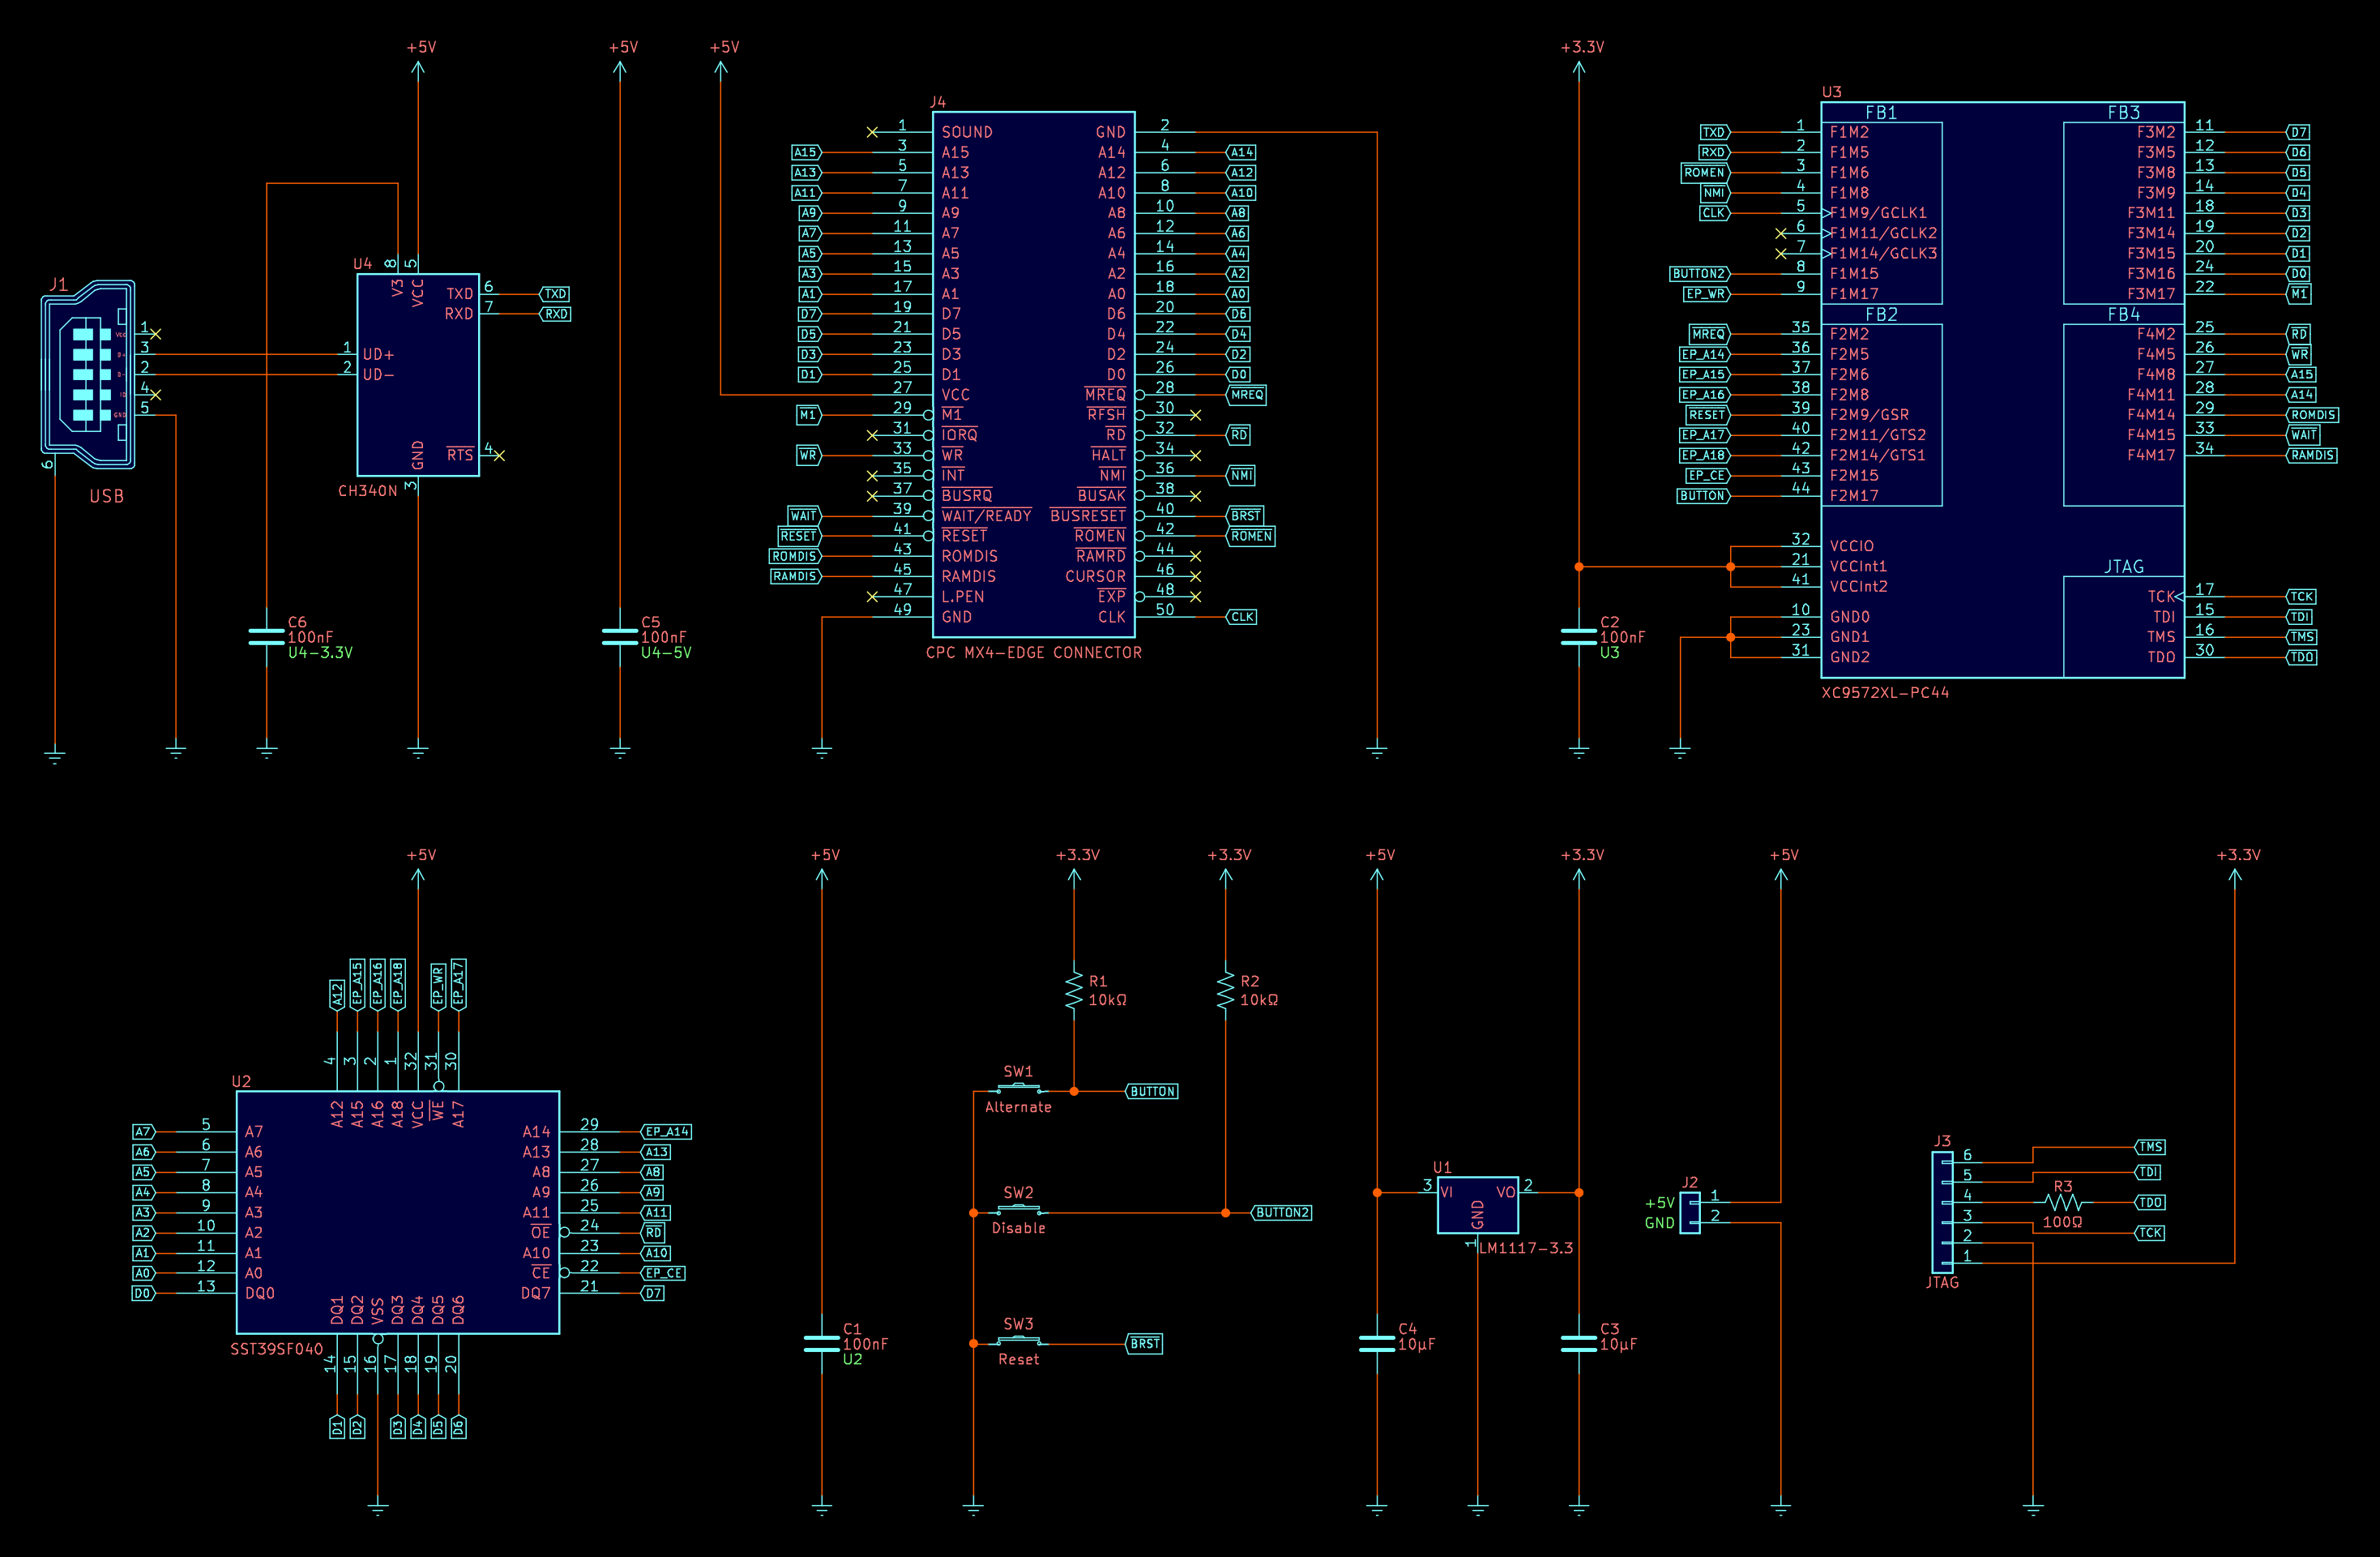 +5V
+5V
+5V
+3.3V
J1
1 VCC
3 D+
2 D-
4 ID
5 GND
6
USB
U4
8 V3
5 VCC
TXD 6 TXD
RXD 7 RXD
1 UD+
2 UD-
GND 3
RTS 4
CH340N
C6
100nF
U4-3.3V
C5
100nF
U4-5V
J4
1 SOUND GND 2
A15 3 A15 A14 4 A14
A13 5 A13 A12 6 A12
A11 7 A11 A10 8 A10
A9 9 A9 A8 10 A8
A7 11 A7 A6 12 A6
A5 13 A5 A4 14 A4
A3 15 A3 A2 16 A2
A1 17 A1 A0 18 A0
D7 19 D7 D6 20 D6
D5 21 D5 D4 22 D4
D3 23 D3 D2 24 D2
D1 25 D1 D0 26 D0
27 VCC MREQ 28 MREQ
M1 29 M1 RFSH 30
31 IORQ RD 32 RD
WR 33 WR HALT 34
35 INT NMI 36 NMI
37 BUSRQ BUSAK 38
WAIT 39 WAIT/READY BUSRESET 40 BRST
RESET 41 RESET ROMEN 42 ROMEN
ROMDIS 43 ROMDIS RAMRD 44
RAMDIS 45 RAMDIS CURSOR 46
47 L.PEN EXP 48
49 GND CLK 50 CLK
CPC MX4-EDGE CONNECTOR
C2
100nF
U3
U3
FB1 FB3
TXD 1 F1M2 F3M2 11 D7
RXD 2 F1M5 F3M5 12 D6
ROMEN 3 F1M6 F3M8 13 D5
NMI 4 F1M8 F3M9 14 D4
CLK 5 F1M9/GCLK1 F3M11 18 D3
6 F1M11/GCLK2 F3M14 19 D2
7 F1M14/GCLK3 F3M15 20 D1
BUTTON2 8 F1M15 F3M16 24 D0
EP_WR 9 F1M17 F3M17 22 M1
FB2 FB4
MREQ 35 F2M2 F4M2 25 RD
EP_A14 36 F2M5 F4M5 26 WR
EP_A15 37 F2M6 F4M8 27 A15
EP_A16 38 F2M8 F4M11 28 A14
RESET 39 F2M9/GSR F4M14 29 ROMDIS
EP_A17 40 F2M11/GTS2 F4M15 33 WAIT
EP_A18 42 F2M14/GTS1 F4M17 34 RAMDIS
EP_CE 43 F2M15
BUTTON 44 F2M17
32 VCCIO
21 VCCInt1 JTAG
41 VCCInt2
TCK 17 TCK
10 GND0 TDI 15 TDI
23 GND1 TMS 16 TMS
31 GND2 TDO 30 TDO
XC9572XL-PC44
+5V
+5V
+3.3V
+3.3V
+5V
+3.3V
+5V
+3.3V
A12 EP_A15 EP_A16 EP_A18 EP_WR EP_A17
4 3 2 1 32 31 30
U2
A12 A15 A16 A18 VCC WE A17
A7 5 A7 A14 29 EP_A14
A6 6 A6 A13 28 A13
A5 7 A5 A8 27 A8
A4 8 A4 A9 26 A9
A3 9 A3 A11 25 A11
A2 10 A2 OE 24 RD
A1 11 A1 A10 23 A10
A0 12 A0 CE 22 EP_CE
D0 13 DQ0 DQ7 21 D7
DQ1 DQ2 VSS DQ3 DQ4 DQ5 DQ6
SST39SF040
14 15 16 17 18 19 20
D1 D2 D3 D4 D5 D6
C1
100nF
U2
R1
10kΩ
R2
10kΩ
SW1
Alternate
BUTTON
SW2
Disable
BUTTON2
SW3
Reset
BRST
U1
3 VI VO 2
GND
1
LM1117-3.3
C4
10µF
C3
10µF
J2
+5V 1
GND 2
J3
6 TMS
5 TDI
4 R3 TDO
3 100Ω TCK
2
1
JTAG